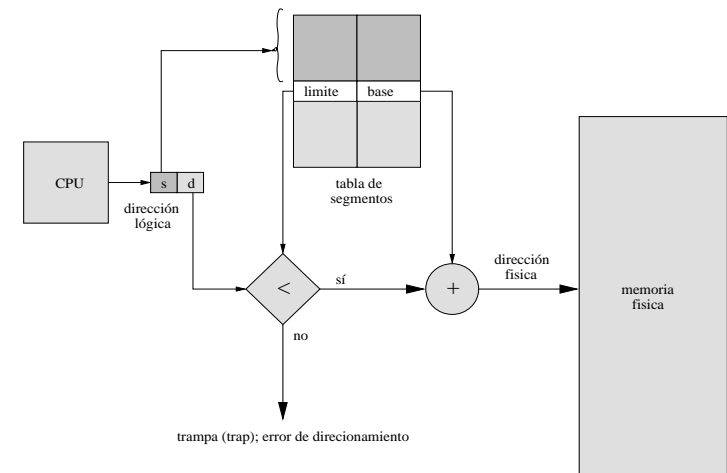 limite
base
CPU
s
d
tabla de
segmentos
dirección
lógica
<
sí
+
dirección
fisica
memoria
fisica
no
trampa (trap); error de direcionamiento